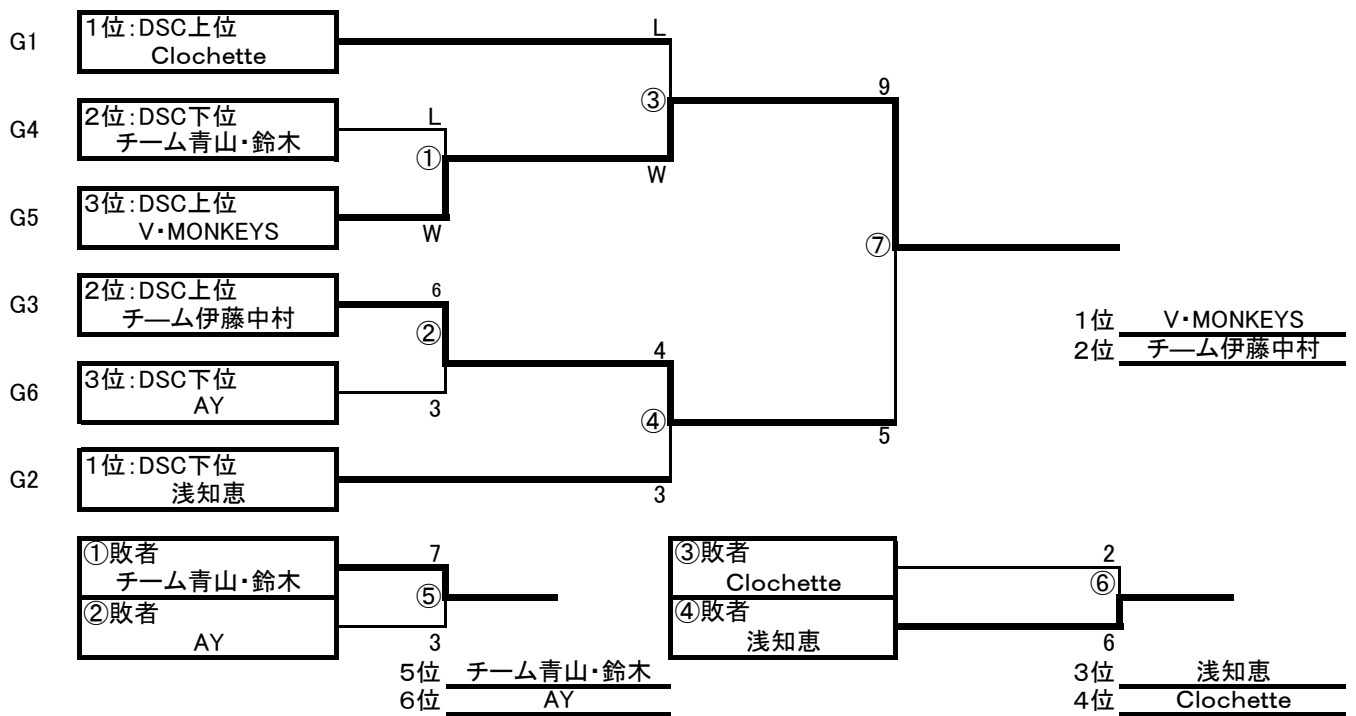 G1
1位:DSC上位
Clochette
L
G4
2位:DSC下位
チーム青山・鈴木
L
①
③
9
W
G5
3位:DSC上位
V・MONKEYS
W
⑦
G3
2位:DSC上位
チ―ム伊藤中村
6
②
4
1位 V・MONKEYS
2位 チ―ム伊藤中村
G6
3位:DSC下位
AY
3
④
5
G2
1位:DSC下位
浅知恵
3
①敗者
チーム青山・鈴木
7
⑤
②敗者
AY
3
5位 チーム青山・鈴木
6位 AY
③敗者
Clochette
2
⑥
④敗者
浅知恵
6
3位 浅知恵
4位 Clochette